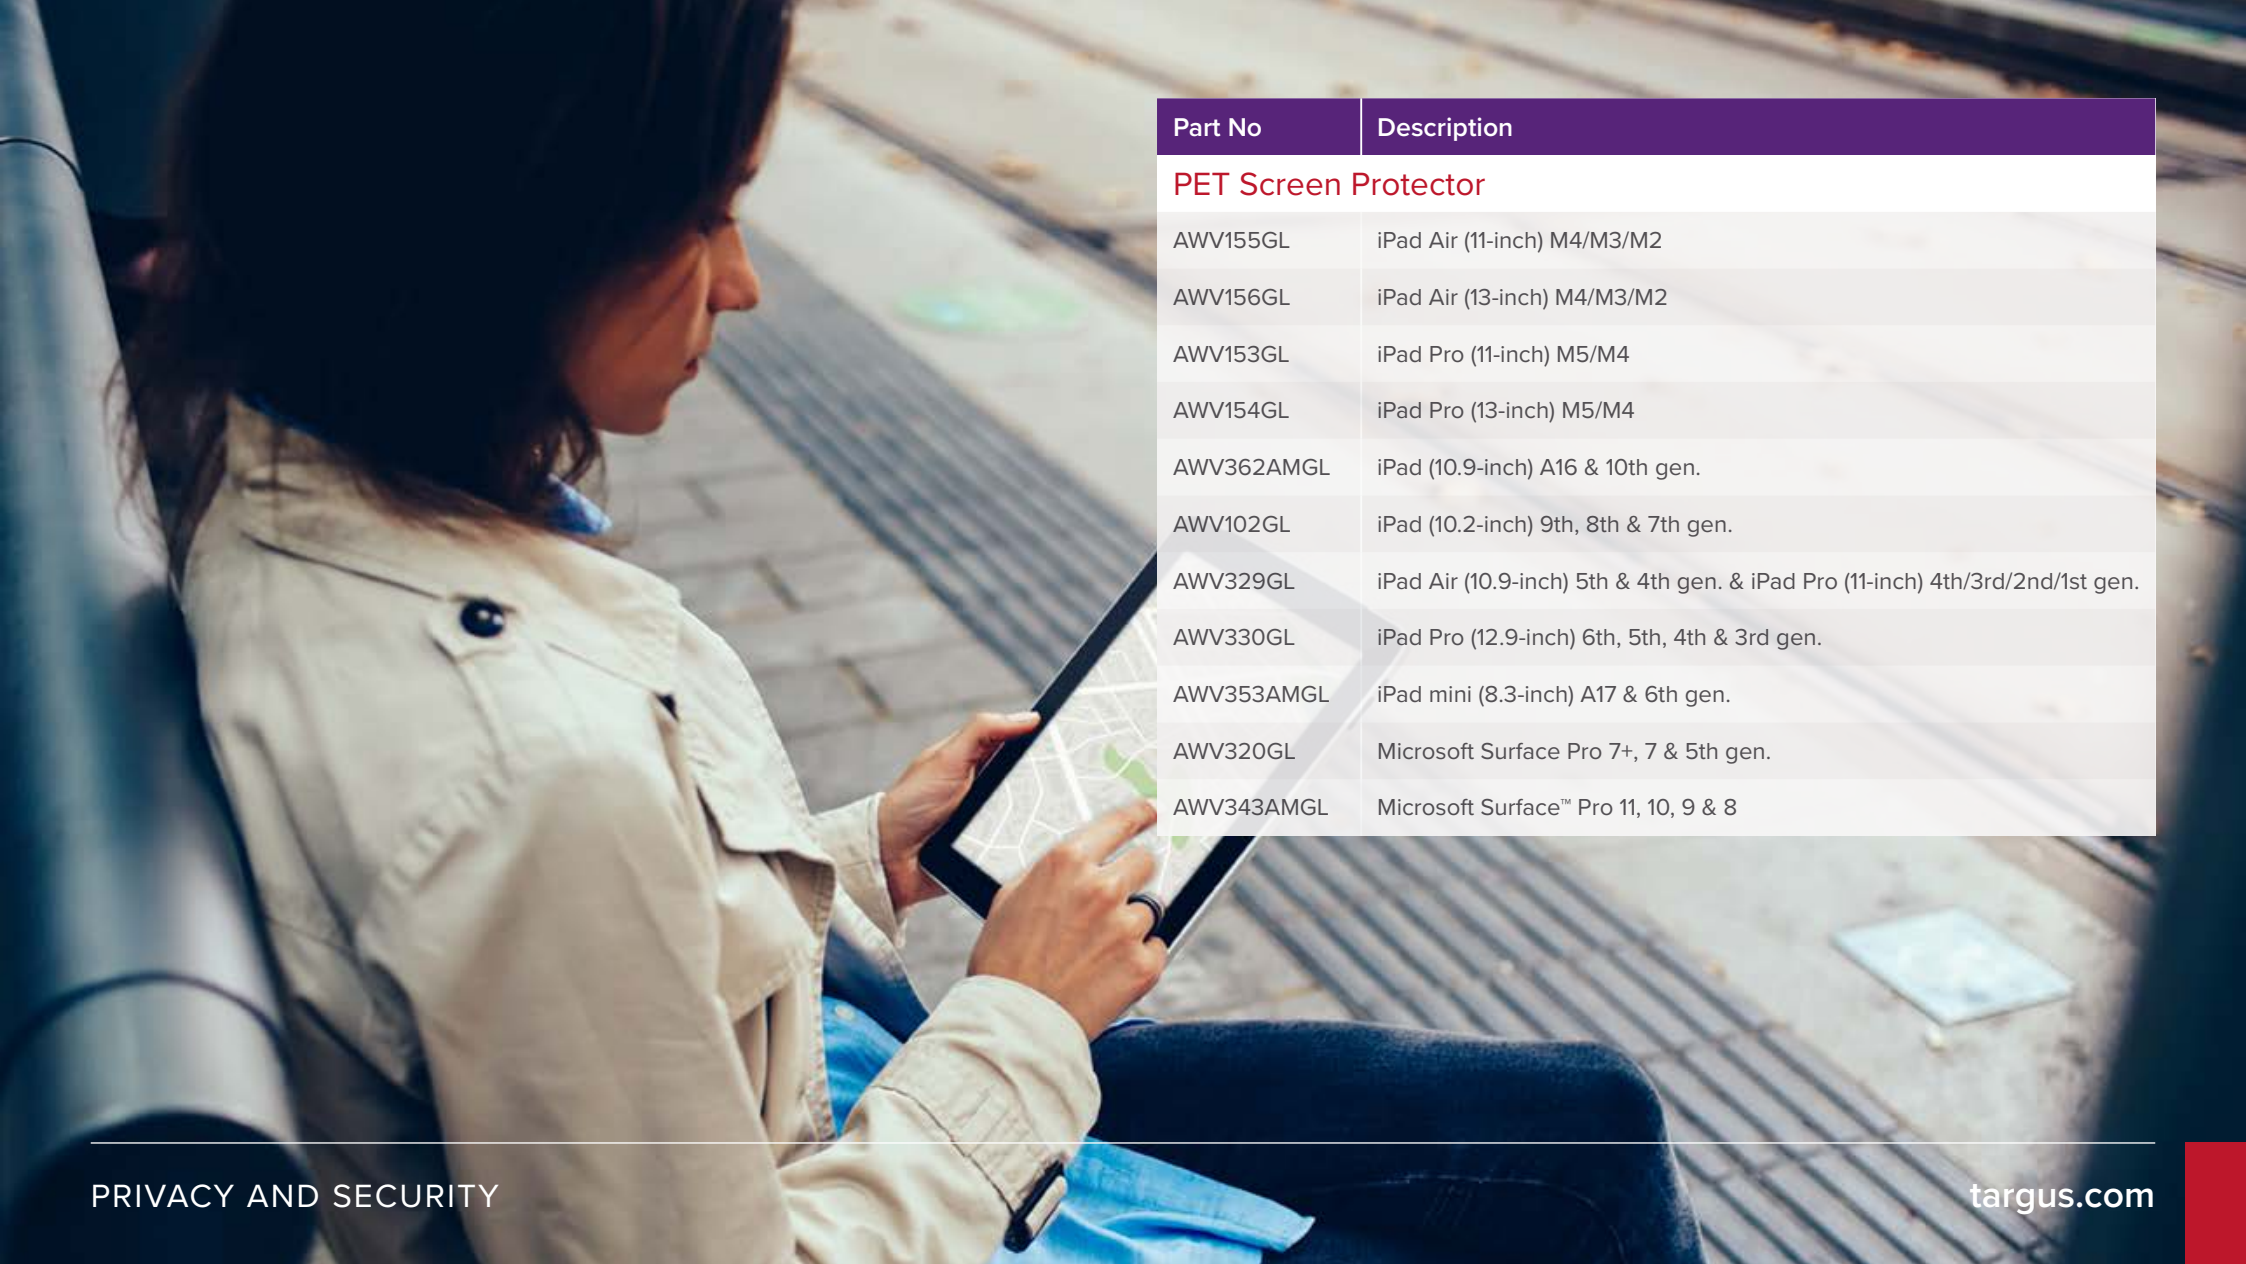 Part No Description
PET Screen Protector
AWV155GL iPad Air (11-inch) M4/M3/M2
AWV156GL iPad Air (13-inch) M4/M3/M2
AWV153GL iPad Pro (11-inch) M5/M4
AWV154GL iPad Pro (13-inch) M5/M4
AWV362AMGL iPad (10.9-inch) A16 & 10th gen.
AWV102GL iPad (10.2-inch) 9th, 8th & 7th gen.
AWV329GL iPad Air (10.9-inch) 5th & 4th gen. & iPad Pro (11-inch) 4th/3rd/2nd/1st gen.
AWV330GL iPad Pro (12.9-inch) 6th, 5th, 4th & 3rd gen.
AWV353AMGL iPad mini (8.3-inch) A17 & 6th gen.
AWV320GL Microsoft Surface Pro 7+, 7 & 5th gen.
AWV343AMGL Microsoft Surface™ Pro 11, 10, 9 & 8
PRIVACY AND SECURITY
targus.com